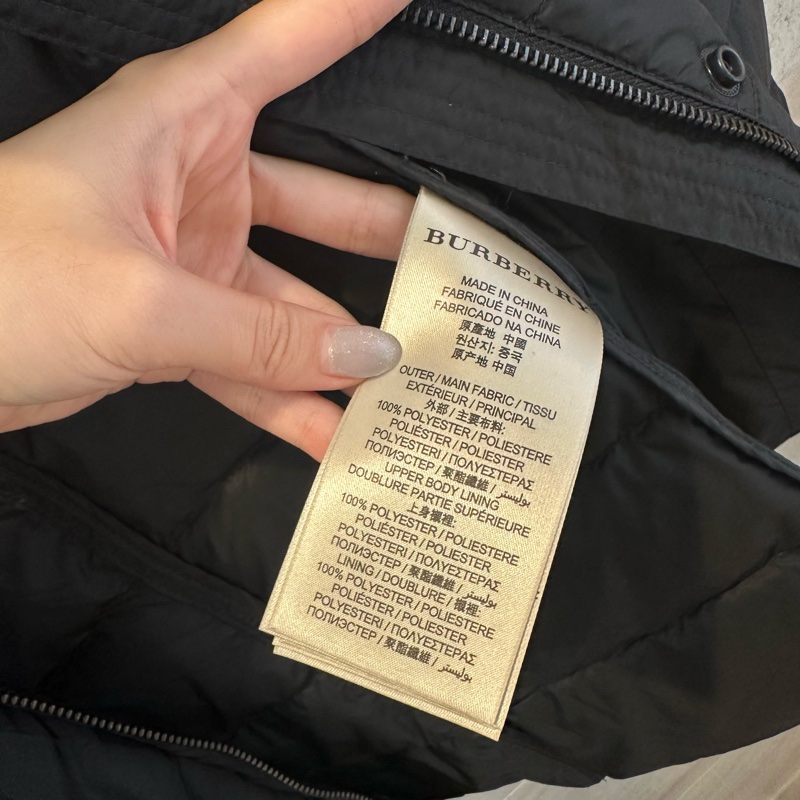 BURBERRY
MADE IN CHINA
FABRIQUÉ EN CHINE
FABRICADO NA CHINA
原產地 中國
원산지: 중국
原产地 中国
OUTER / MAIN FABRIC / TISSU
EXTÉRIEUR / PRINCIPAL
外部 / 主要布料:
100% POLYESTER / POLIESTERE
POLIÉSTER / POLIESTER
POLYESTERI / ΠΟΛΥΕΣΤΕΡΑΣ
ПОЛИЭСТЕР / 聚酯纖維 / بوليستر
UPPER BODY LINING
DOUBLURE PARTIE SUPÉRIEURE
上身襯裡:
100% POLYESTER / POLIESTERE
POLIÉSTER / POLIESTER
POLYESTERI / ΠΟΛΥΕΣΤΕΡΑΣ
ПОЛИЭСТЕР / 聚酯纖維 / بوليستر
LINING / DOUBLURE / 襯裡:
100% POLYESTER / POLIESTERE
POLIÉSTER / POLIESTER
POLYESTERI / ΠΟΛΥΕΣΤΕΡΑΣ
ПОЛИЭСТЕР / 聚酯纖維 / بوليستر